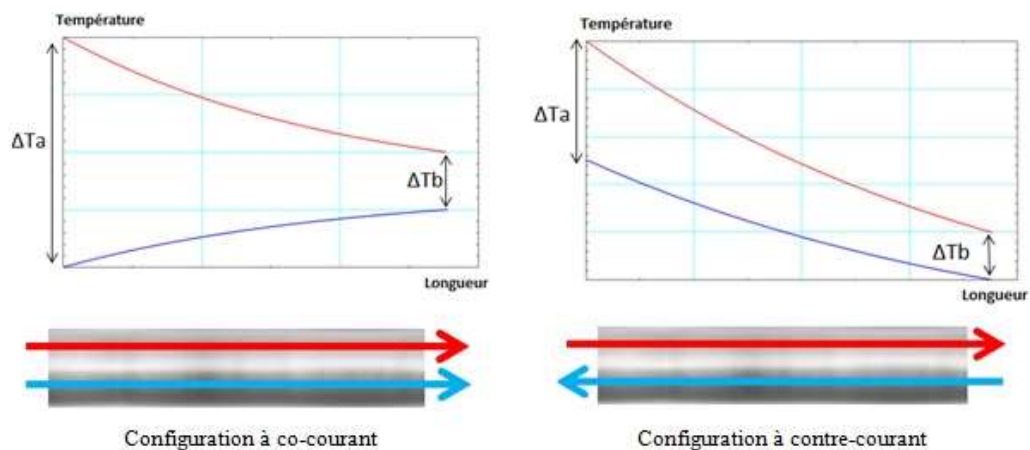 Température
ΔTa
ΔTb
Longueur
Configuration à co-courant
Température
ΔTa
ΔTb
Longueur
Configuration à contre-courant